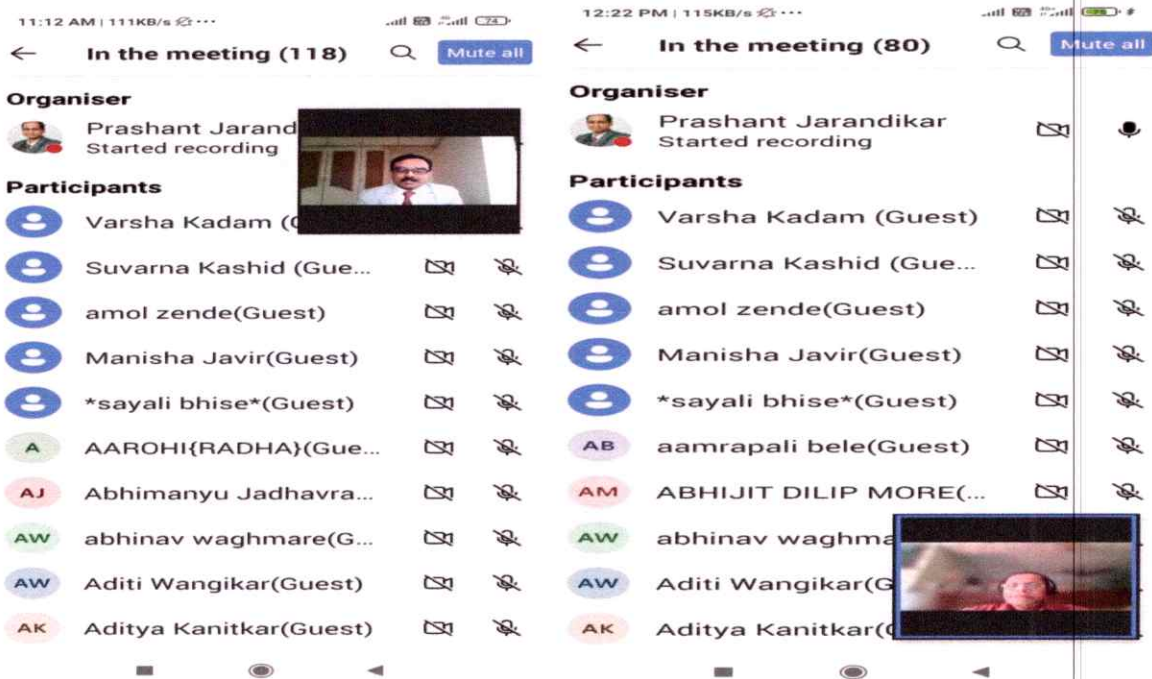 11:12 AM | 111KB/s
74
In the meeting (118)
Mute all
Organiser
Prashant Jarand
Started recording
Participants
Varsha Kadam (
Suvarna Kashid (Gue...
amol zende(Guest)
Manisha Javir(Guest)
*sayali bhise*(Guest)
A
AAROHI{RADHA}(Gue...
AJ
Abhimanyu Jadhavra...
AW
abhinav waghmare(G...
AW
Aditi Wangikar(Guest)
AK
Aditya Kanitkar(Guest)
12:22 PM | 115KB/s
In the meeting (80)
Mute all
Organiser
Prashant Jarandikar
Started recording
Participants
Varsha Kadam (Guest)
Suvarna Kashid (Gue...
amol zende(Guest)
Manisha Javir(Guest)
*sayali bhise*(Guest)
AB
aamrapali bele(Guest)
AM
ABHIJIT DILIP MORE(...
AW
abhinav waghma
AW
Aditi Wangikar(G
AK
Aditya Kanitkar(